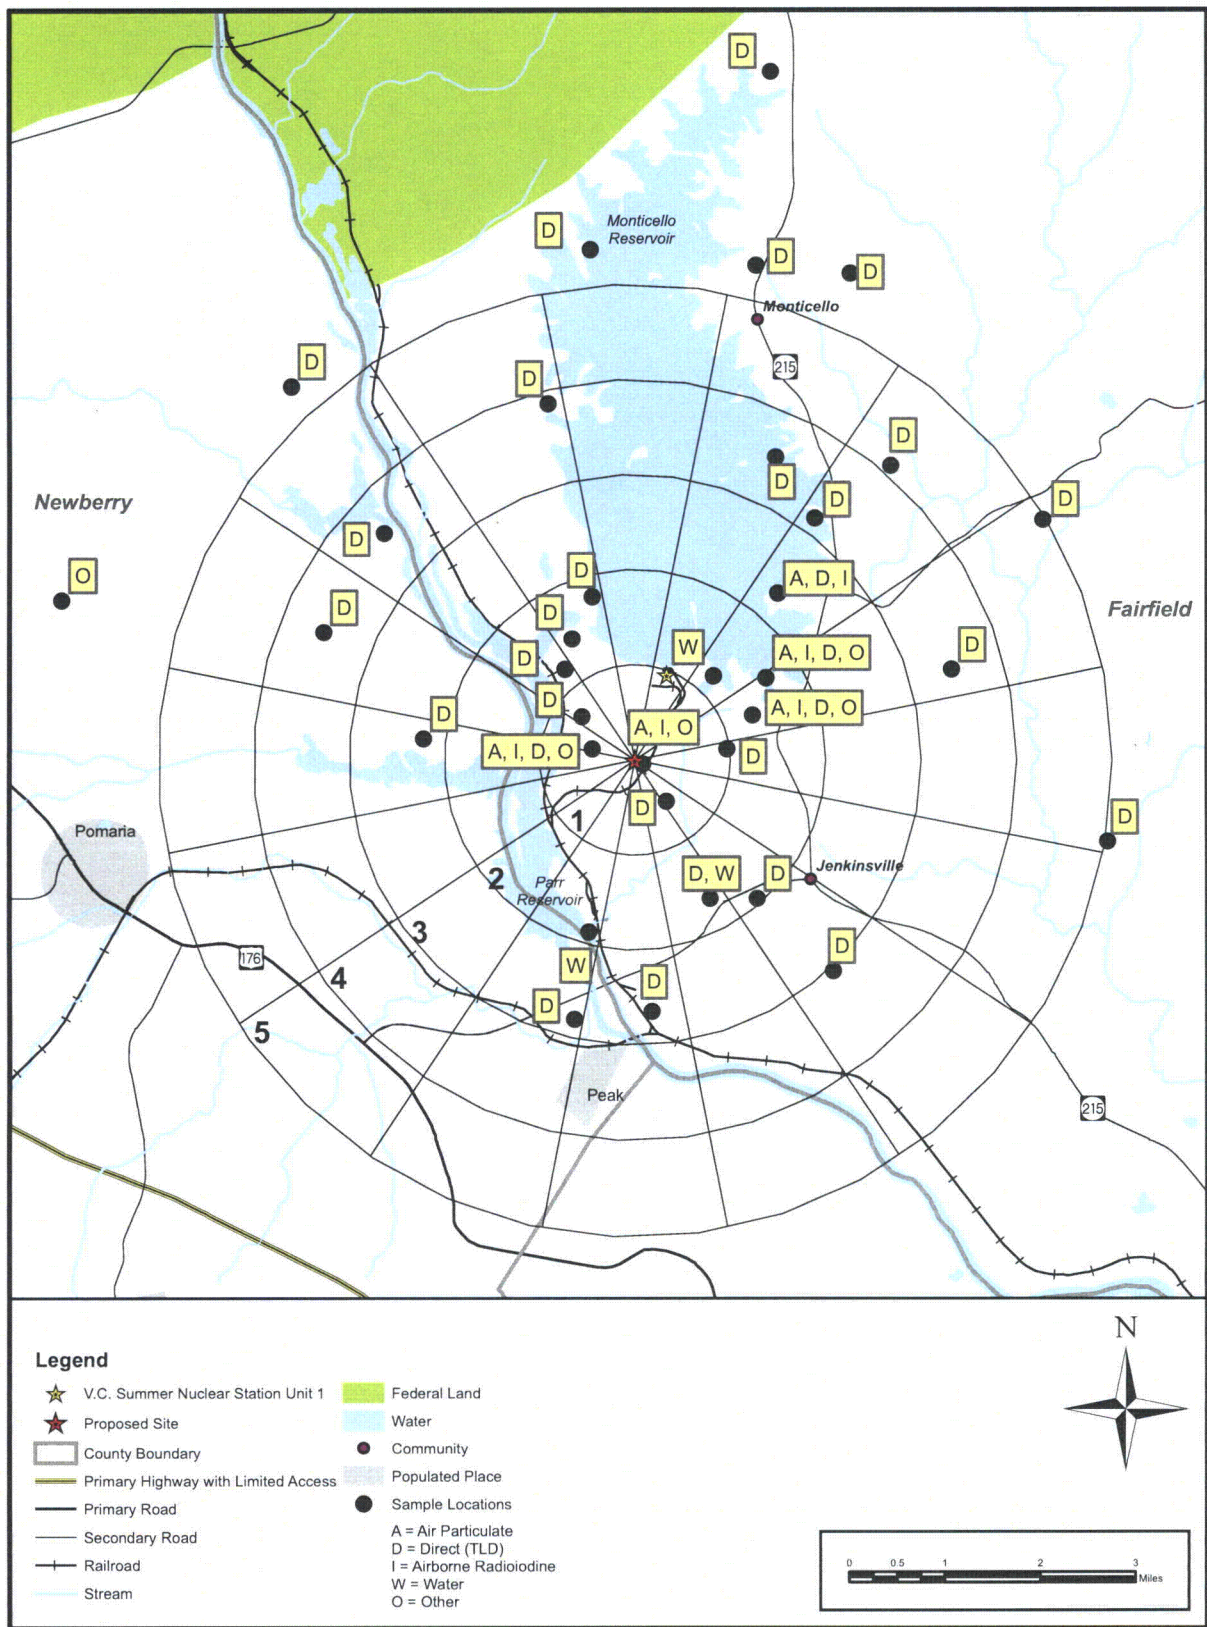 D
D
Monticello
Reservoir
D
D
Monticello
215
D
D
D
Newberry
D
D
D
D
O
D
A, D, I
D
D
Fairfield
W
A, I, D, O
D
D
D
A, I, D, O
D
A, I, O
A, I, D, O
D
D
1
D
Pomaria
Jenkinsville
2
D, W
D
Parr
Reservoir
3
D
176
W
4
D
D
5
Peak
215
N
Legend
V.C. Summer Nuclear Station Unit 1
Proposed Site
County Boundary
Primary Highway with Limited Access
Primary Road
Secondary Road
Railroad
Stream
Federal Land
Water
Community
Populated Place
Sample Locations
A = Air Particulate
D = Direct (TLD)
I = Airborne Radioiodine
W = Water
O = Other
0 0.5 1 2 3
Miles